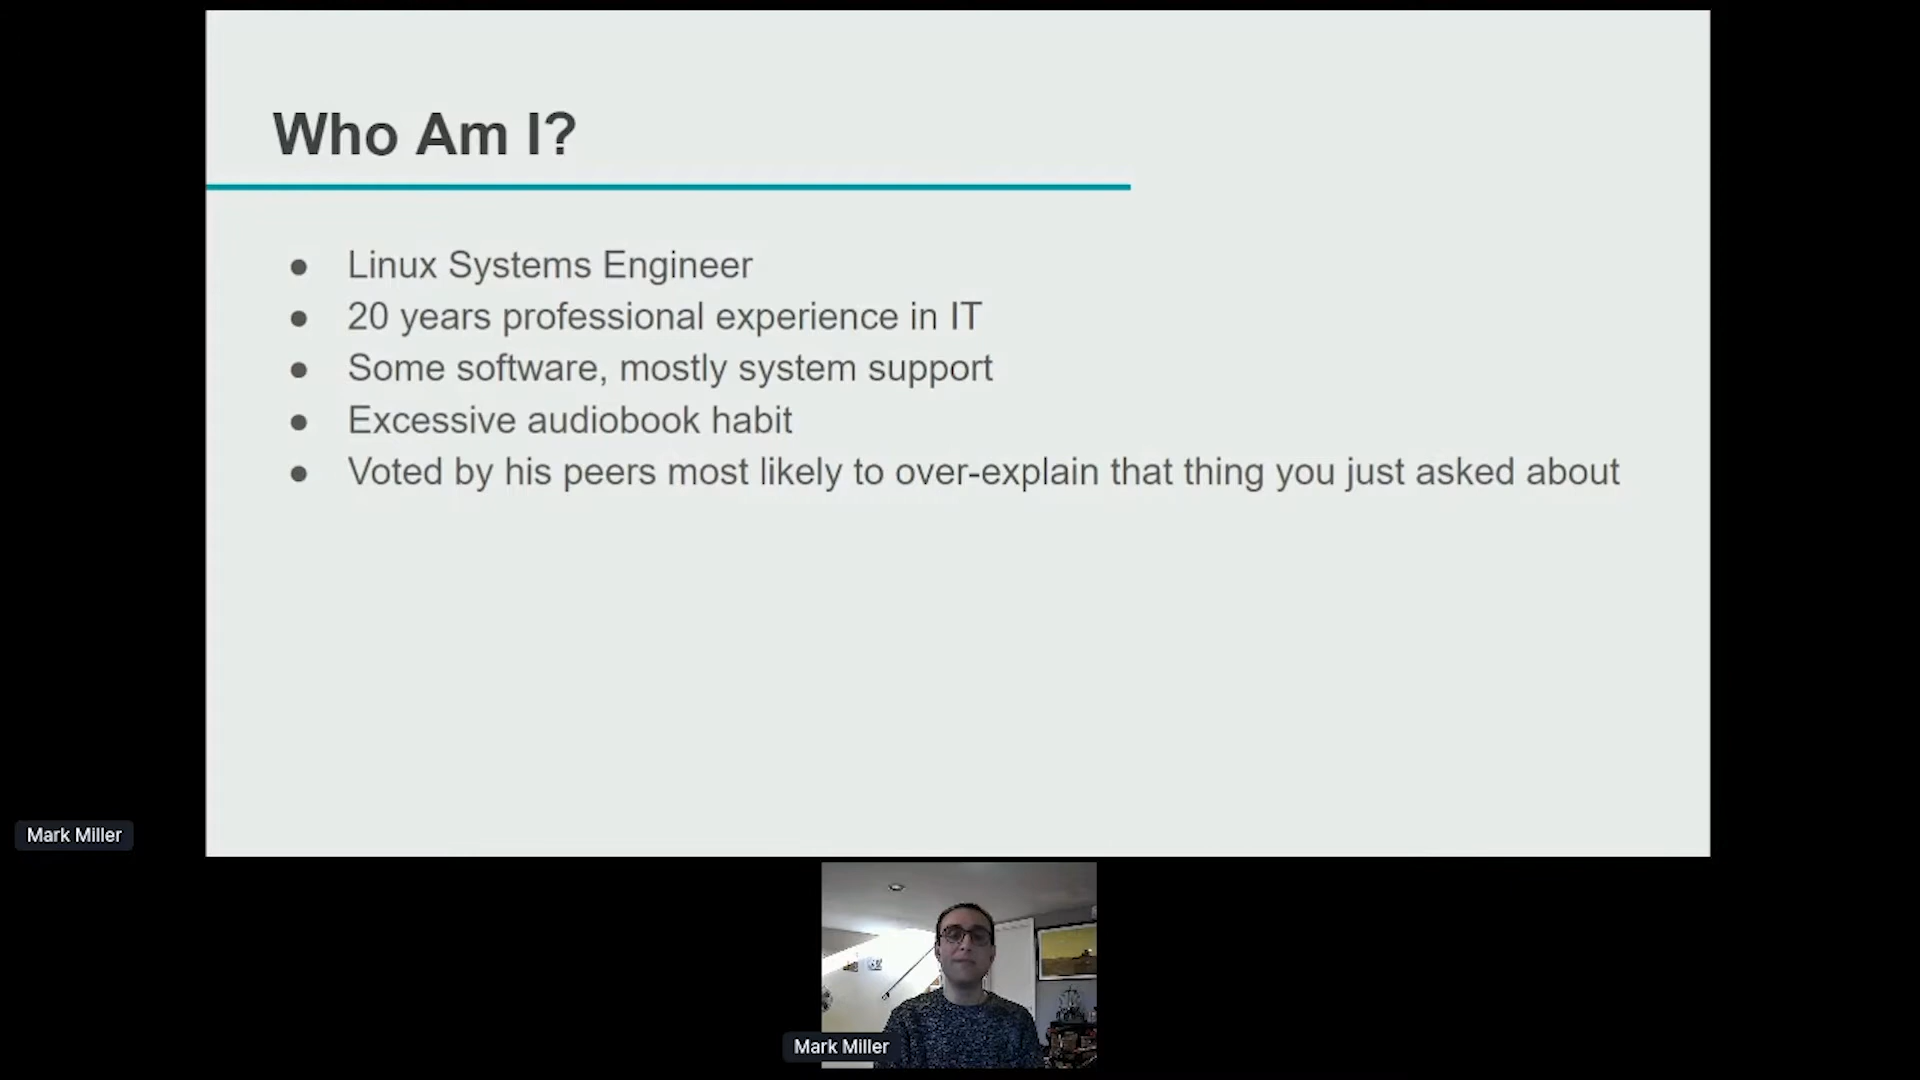 Who Am I?
● Linux Systems Engineer
● 20 years professional experience in IT
● Some software, mostly system support
● Excessive audiobook habit
● Voted by his peers most likely to over-explain that thing you just asked about
Mark Miller
Mark Miller